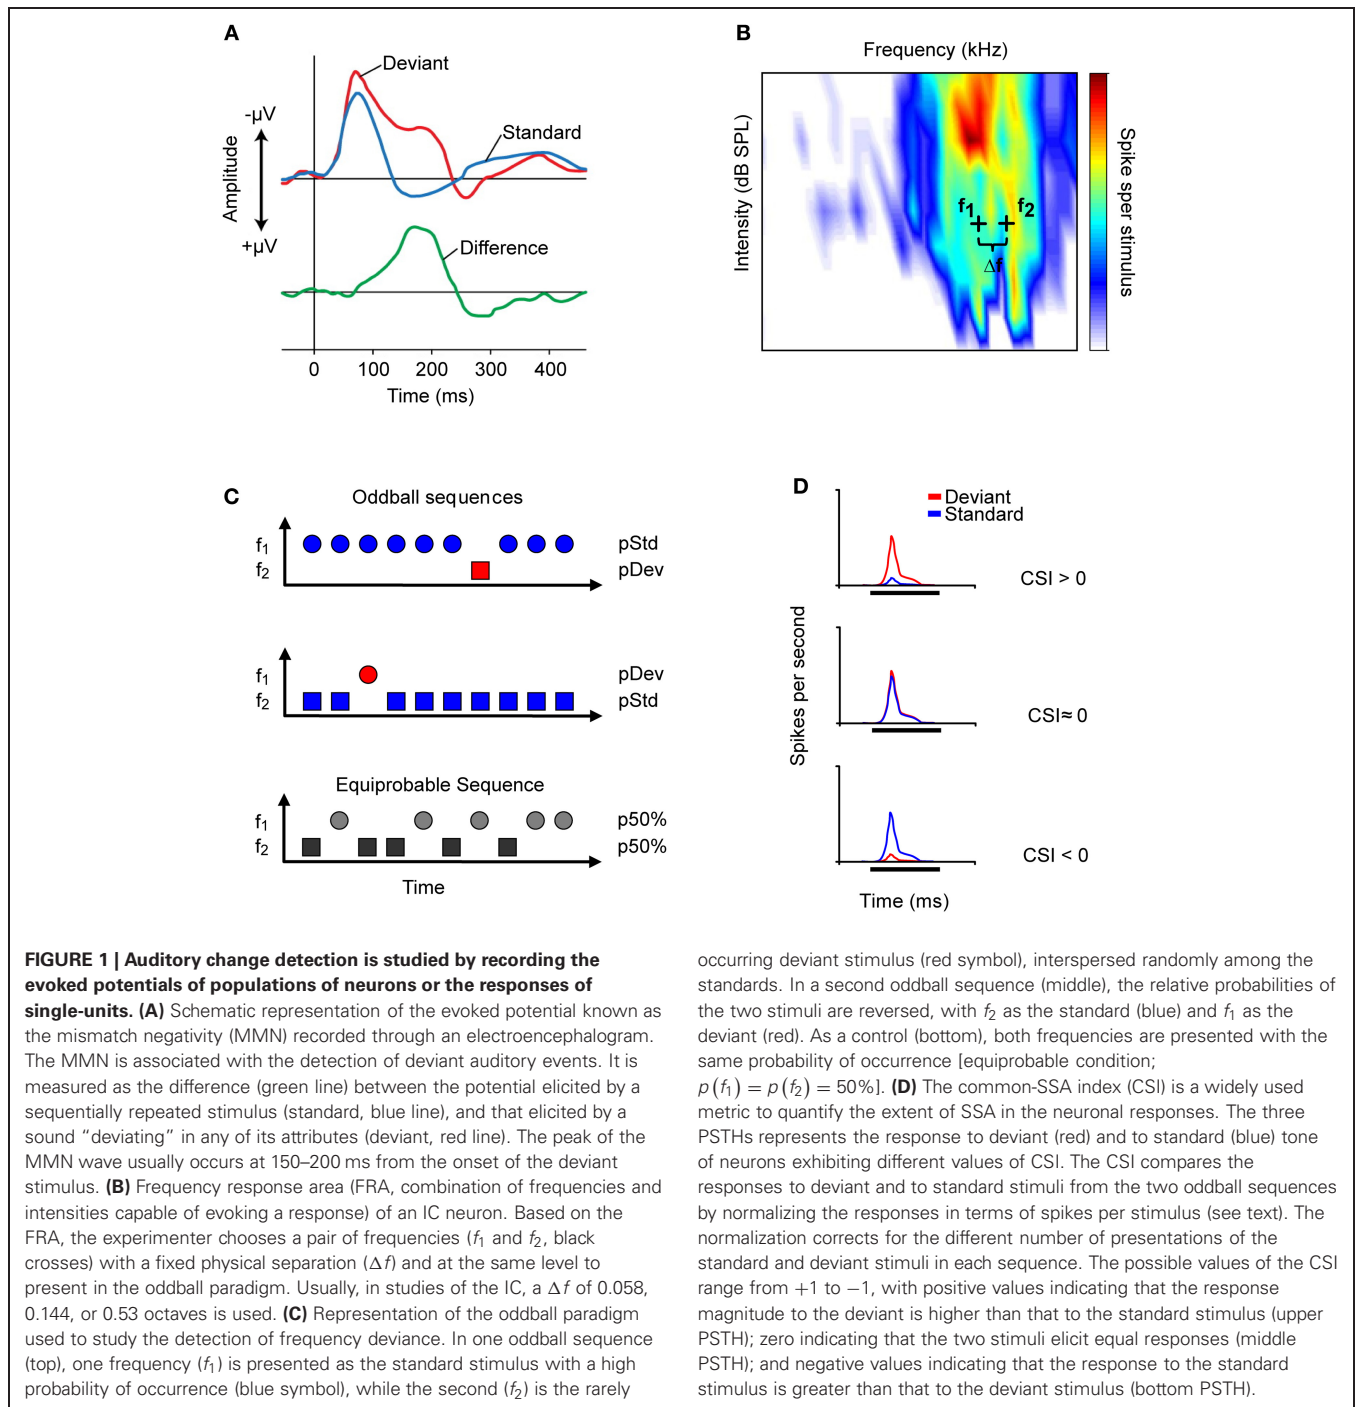 A
Deviant
-µV
Standard
Amplitude
+µV
Difference
0 100 200 300 400
Time (ms)
B
Frequency (kHz)
Intensity (dB SPL)
f1 f2
Δf
Spike sper stimulus
C
Oddball sequences
f1 pStd
f2 pDev
f1 pDev
f2 pStd
Equiprobable Sequence
f1 p50%
f2 p50%
Time
D
Deviant
Standard
CSI > 0
Spikes per second
CSI≈ 0
CSI < 0
Time (ms)
FIGURE 1 | Auditory change detection is studied by recording the
evoked potentials of populations of neurons or the responses of
single-units. (A) Schematic representation of the evoked potential known as
the mismatch negativity (MMN) recorded through an electroencephalogram.
The MMN is associated with the detection of deviant auditory events. It is
measured as the difference (green line) between the potential elicited by a
sequentially repeated stimulus (standard, blue line), and that elicited by a
sound “deviating” in any of its attributes (deviant, red line). The peak of the
MMN wave usually occurs at 150–200 ms from the onset of the deviant
stimulus. (B) Frequency response area (FRA, combination of frequencies and
intensities capable of evoking a response) of an IC neuron. Based on the
FRA, the experimenter chooses a pair of frequencies (f1 and f2, black
crosses) with a fixed physical separation (Δf) and at the same level to
present in the oddball paradigm. Usually, in studies of the IC, a Δf of 0.058,
0.144, or 0.53 octaves is used. (C) Representation of the oddball paradigm
used to study the detection of frequency deviance. In one oddball sequence
(top), one frequency (f1) is presented as the standard stimulus with a high
probability of occurrence (blue symbol), while the second (f2) is the rarely
occurring deviant stimulus (red symbol), interspersed randomly among the
standards. In a second oddball sequence (middle), the relative probabilities of
the two stimuli are reversed, with f2 as the standard (blue) and f1 as the
deviant (red). As a control (bottom), both frequencies are presented with the
same probability of occurrence [equiprobable condition;
p(f1) = p(f2) = 50%]. (D) The common-SSA index (CSI) is a widely used
metric to quantify the extent of SSA in the neuronal responses. The three
PSTHs represents the response to deviant (red) and to standard (blue) tone
of neurons exhibiting different values of CSI. The CSI compares the
responses to deviant and to standard stimuli from the two oddball sequences
by normalizing the responses in terms of spikes per stimulus (see text). The
normalization corrects for the different number of presentations of the
standard and deviant stimuli in each sequence. The possible values of the CSI
range from +1 to −1, with positive values indicating that the response
magnitude to the deviant is higher than that to the standard stimulus (upper
PSTH); zero indicating that the two stimuli elicit equal responses (middle
PSTH); and negative values indicating that the response to the standard
stimulus is greater than that to the deviant stimulus (bottom PSTH).